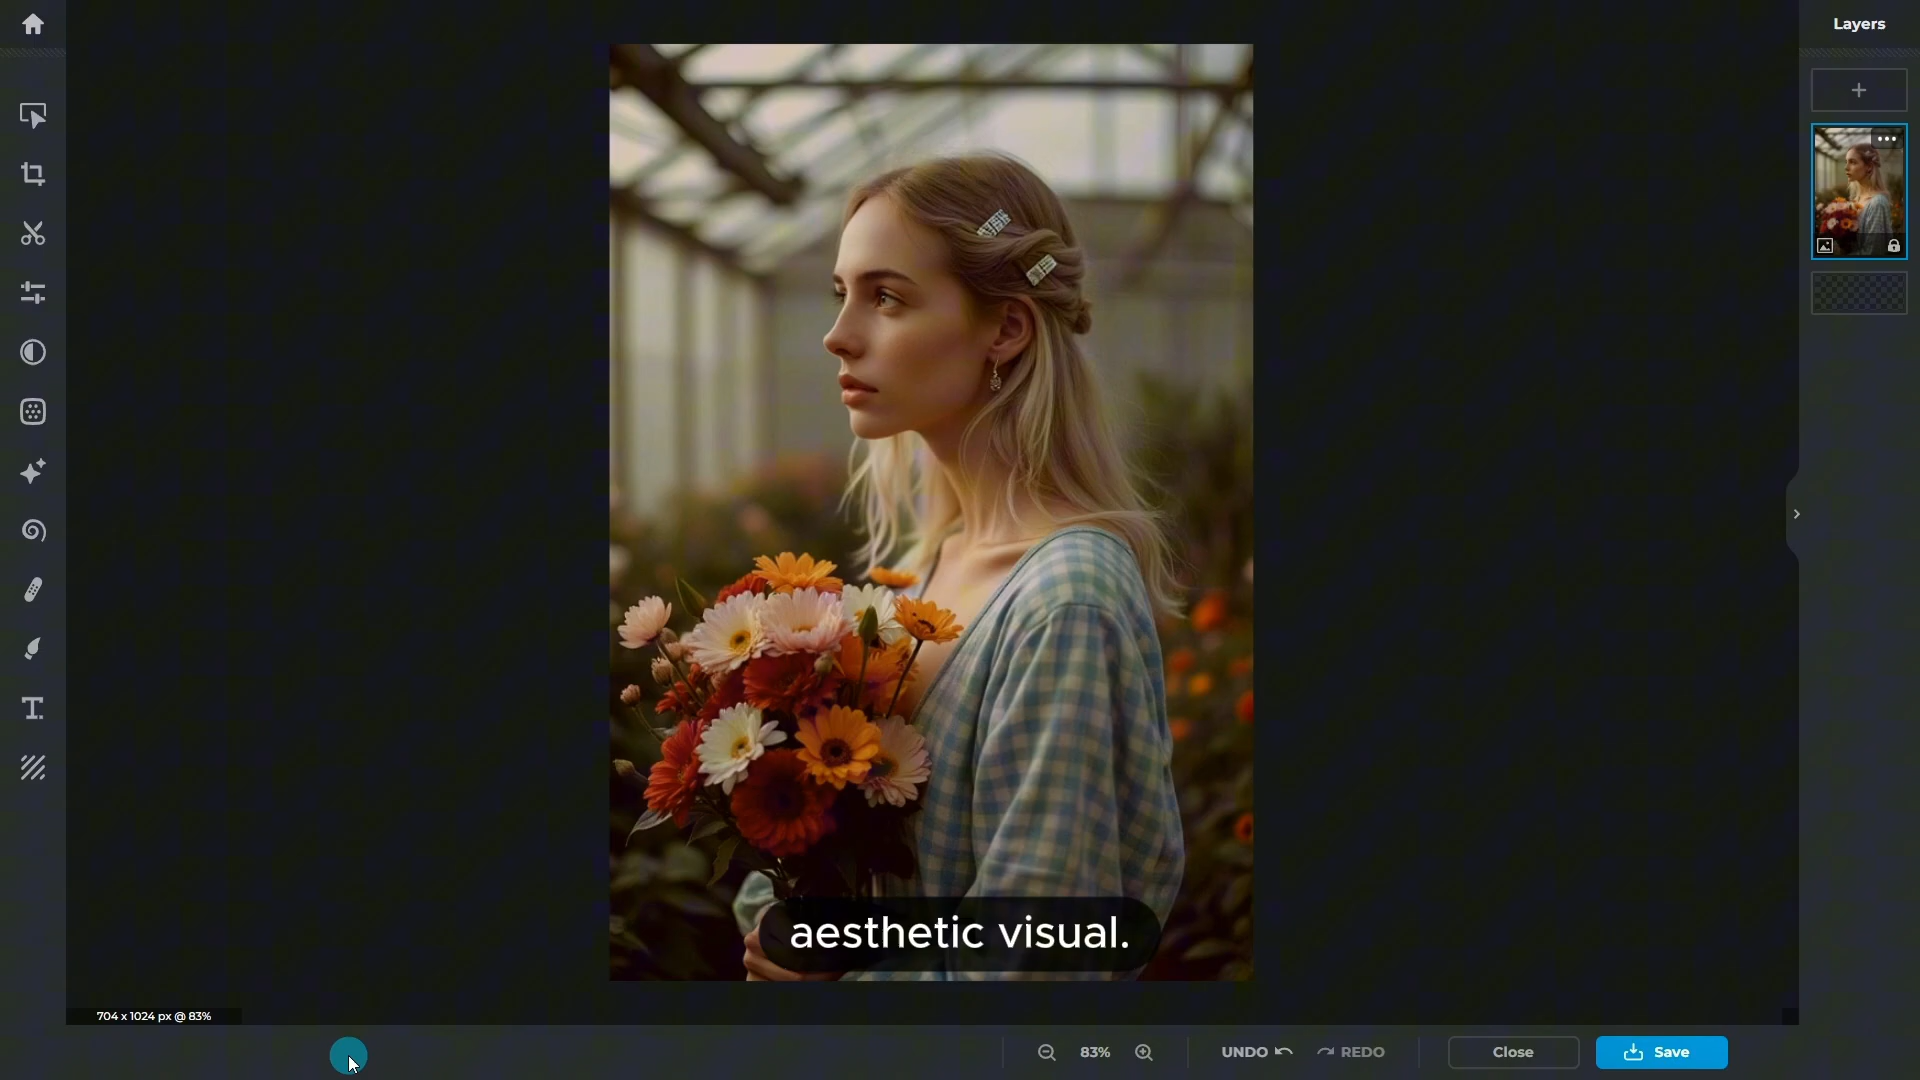 Layers
aesthetic visual.
704 x 1024 px @ 83%
83%
UNDO
REDO
Close
Save